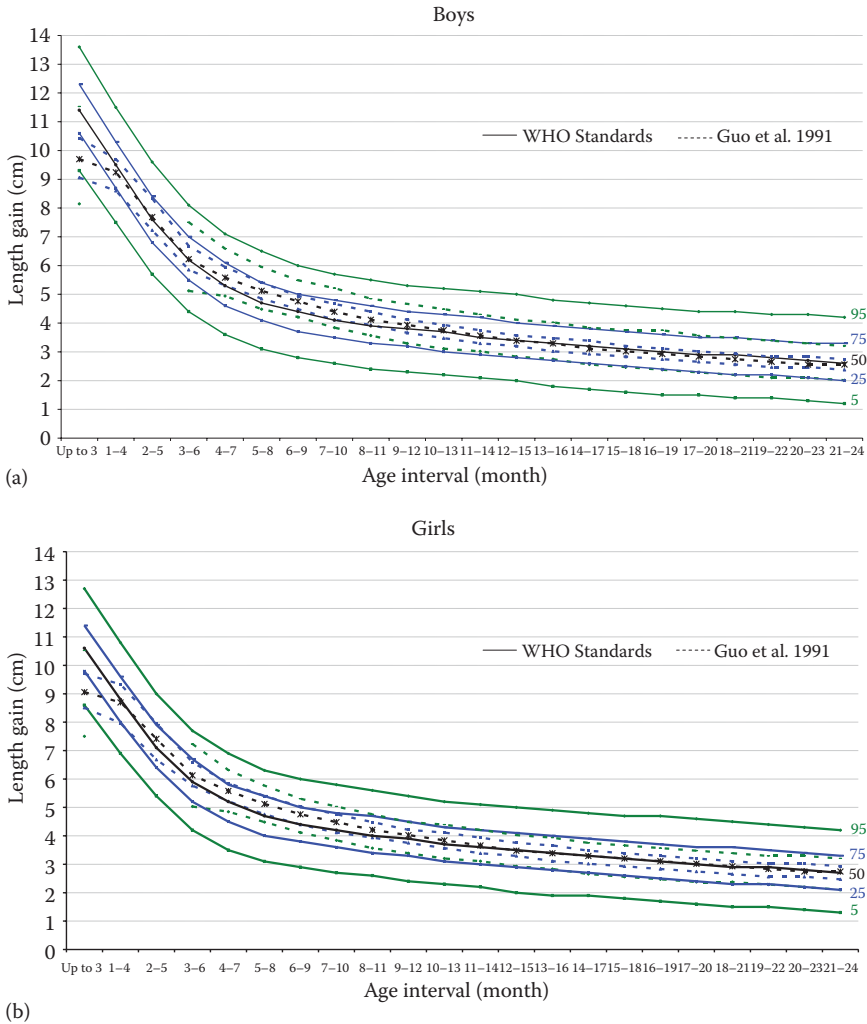 Boys
14
13
12
11
10
9
8
7
6
5
4
3
2
1
0
Length gain (cm)
WHO Standards
Guo et al. 1991
95
75
50
25
5
Up to 3 1–4 2–5 3–6 4–7 5–8 6–9 7–10 8–11 9–12 10–13 11–14 12–15 13–16 14–17 15–18 16–19 17–20 18–21 19–22 20–23 21–24
(a)
Age interval (month)
Girls
14
13
12
11
10
9
8
7
6
5
4
3
2
1
0
Length gain (cm)
WHO Standards
Guo et al. 1991
95
75
50
25
5
Up to 3 1–4 2–5 3–6 4–7 5–8 6–9 7–10 8–11 9–12 10–13 11–14 12–15 13–16 14–17 15–18 16–19 17–20 18–21 19–22 20–23 21–24
Age interval (month)
(b)